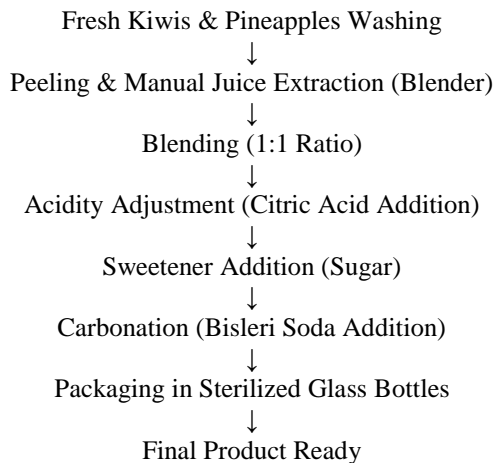 Fresh Kiwis & Pineapples Washing
↓
Peeling & Manual Juice Extraction (Blender)
↓
Blending (1:1 Ratio)
↓
Acidity Adjustment (Citric Acid Addition)
↓
Sweetener Addition (Sugar)
↓
Carbonation (Bisleri Soda Addition)
↓
Packaging in Sterilized Glass Bottles
↓
Final Product Ready